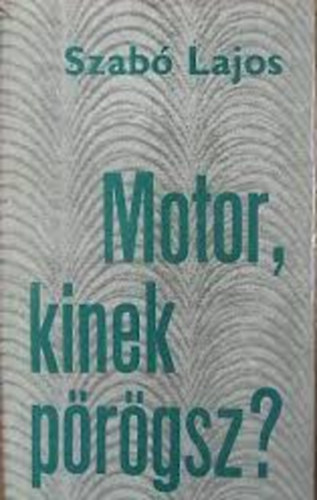 Szabó Lajos
Motor,
kinek
pörögsz?